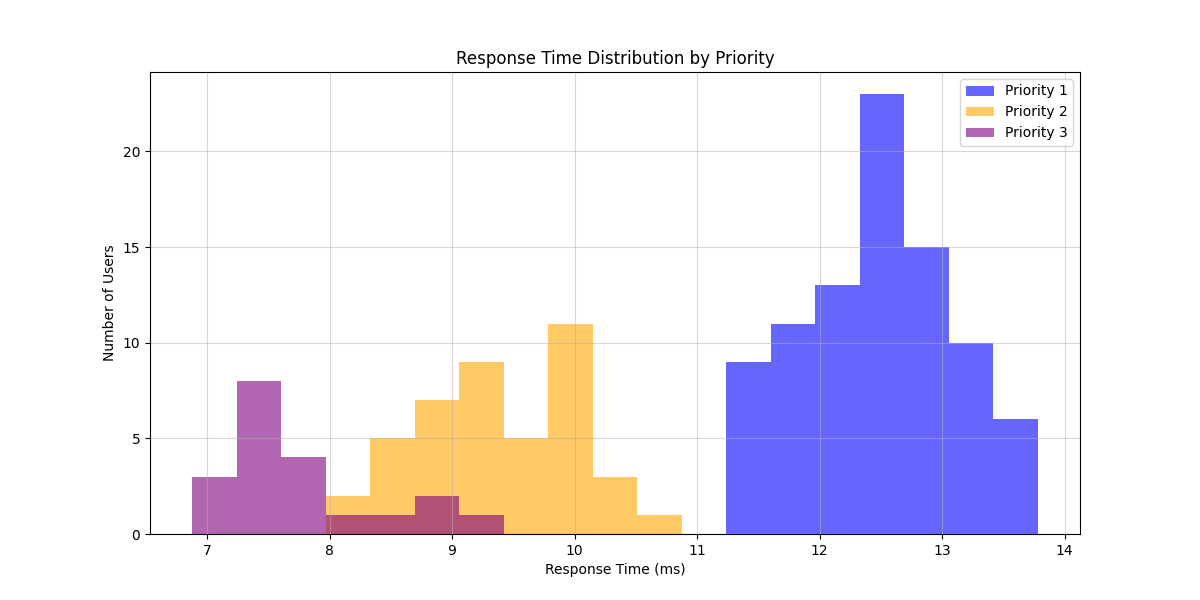 Response Time Distribution by Priority
Priority 1
Priority 2
Priority 3
Number of Users
20
15
10
5
0
7 8 9 10 11 12 13 14
Response Time (ms)